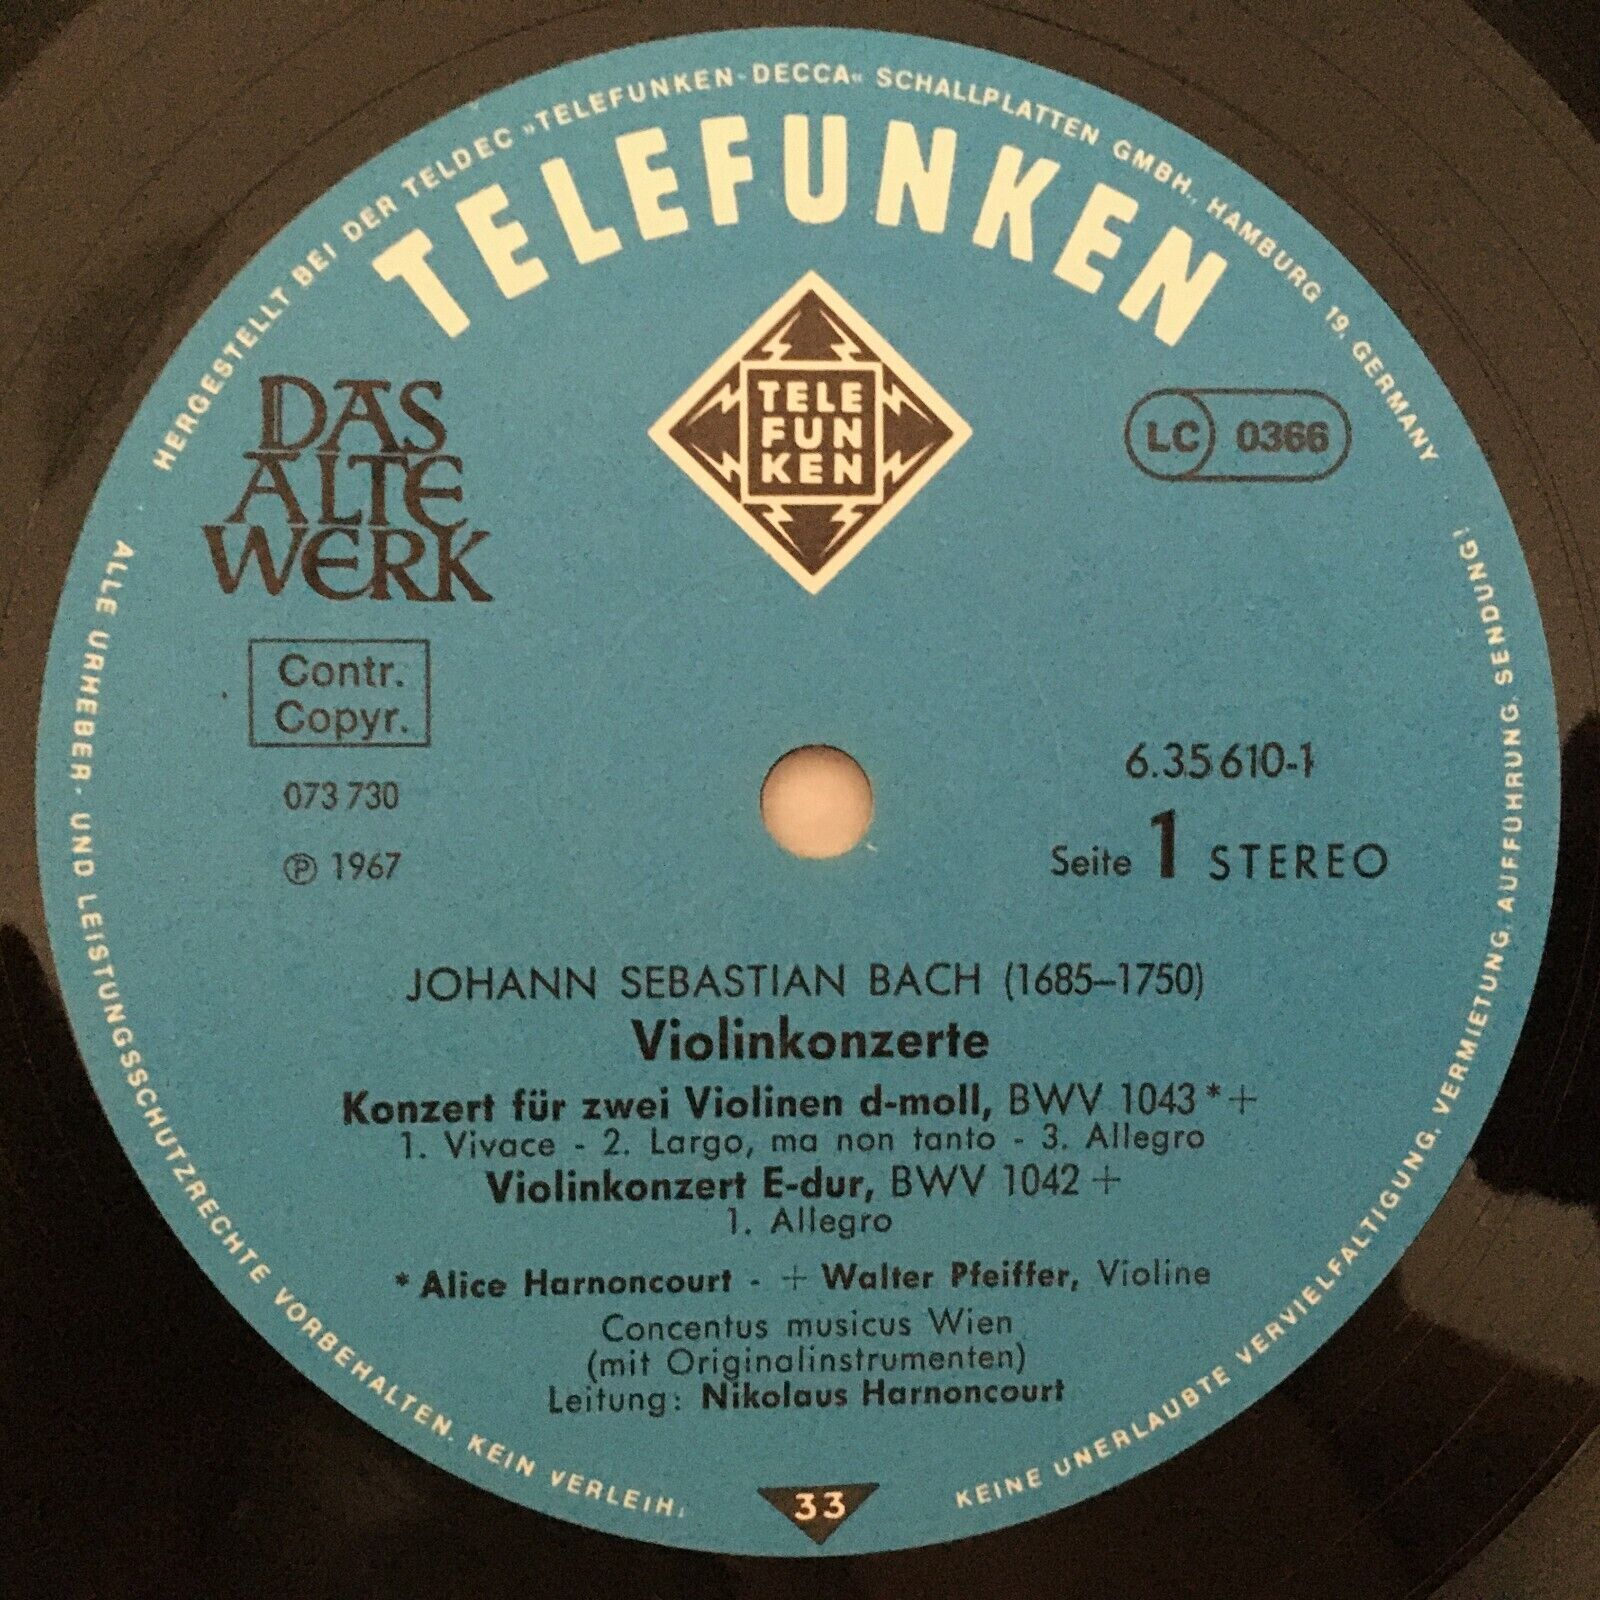 HERGESTELLT BEI DER TELDEC »TELEFUNKEN-DECCA« SCHALLPLATTEN GMBH., HAMBURG 19, GERMANY
TELEFUNKEN
TELE
FUN
KEN
DAS
ALTE
WERK
LC 0366
Contr.
Copyr.
073 730
℗ 1967
6.35610-1
Seite 1 STEREO
JOHANN SEBASTIAN BACH (1685–1750)
Violinkonzerte
Konzert für zwei Violinen d-moll, BWV 1043 * +
1. Vivace - 2. Largo, ma non tanto - 3. Allegro
Violinkonzert E-dur, BWV 1042 +
1. Allegro
* Alice Harnoncourt - + Walter Pfeiffer, Violine
Concentus musicus Wien
(mit Originalinstrumenten)
Leitung: Nikolaus Harnoncourt
ALLE URHEBER- UND LEISTUNGSSCHUTZRECHTE VORBEHALTEN. KEIN VERLEIH;
33
KEINE UNERLAUBTE VERVIELFÄLTIGUNG, VERMIETUNG, AUFFÜHRUNG, SENDUNG!